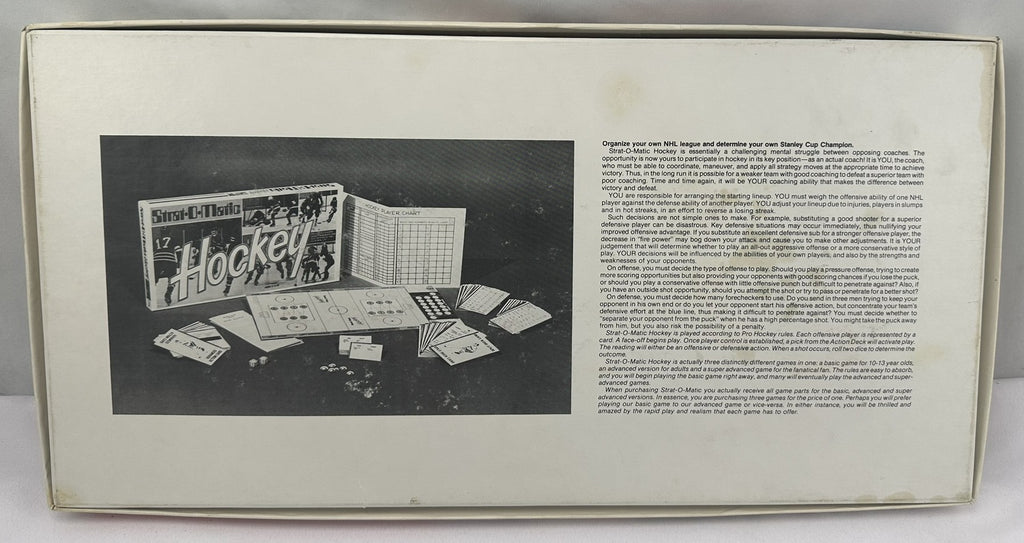 Strat-O-Matic
Hockey
17
HOCKEY PLAYER CHART
Organize your own NHL league and determine your own Stanley Cup Champion.
Strat-O-Matic Hockey is essentially a challenging mental struggle between opposing coaches. The
opportunity is now yours to participate in hockey in its key position—as an actual coach! It is YOU, the coach,
who must be able to coordinate, maneuver, and apply all strategy moves at the appropriate time to achieve
victory. Thus, in the long run it is possible for a weaker team with good coaching to defeat a superior team with
poor coaching. Time and time again, it will be YOUR coaching ability that makes the difference between
victory and defeat.
YOU are responsible for arranging the starting lineup. YOU must weigh the offensive ability of one NHL
player against the defense ability of another player. YOU adjust your lineup due to injuries, players in slumps
and in hot streaks, in an effort to reverse a losing streak.
Such decisions are not simple ones to make. For example, substituting a good shooter for a superior
defensive player can be disastrous. Key defensive situations may occur immediately, thus nullifying your
improved offensive advantage. If you substitute an excellent defensive sub for a stronger offensive player, the
decrease in "fire power" may bog down your attack and cause you to make other adjustments. It is YOUR
judgement that will determine whether to play an all-out aggressive offense or a more conservative style of
play. YOUR decisions will be influenced by the abilities of your own players, and also by the strengths and
weaknesses of your opponents.
On offense, you must decide the type of offense to play. Should you play a pressure offense, trying to create
more scoring opportunities but also providing your opponents with good scoring chances if you lose the puck,
or should you play a conservative offense with little offensive punch but difficult to penetrate against? Also, if
you have an outside shot opportunity, should you attempt the shot or try to pass or penetrate for a better shot?
On defense, you must decide how many forecheckers to use. Do you send in three men trying to keep your
opponent in his own end or do you let your opponent start his offensive action, but concentrate your team's
defensive effort at the blue line, thus making it difficult to penetrate against? You must decide whether to
"separate your opponent from the puck" when he has a high percentage shot. You might take the puck away
from him, but you also risk the possibility of a penalty.
Strat-O-Matic Hockey is played according to Pro Hockey rules. Each offensive player is represented by a
card. A face-off begins play. Once player control is established, a pick from the Action Deck will activate play.
The reading will either be an offensive or defensive action. When a shot occurs, roll two dice to determine the
outcome.
Strat-O-Matic Hockey is actually three distinctly different games in one: a basic game for 10-13 year olds,
an advanced version for adults and a super advanced game for the fanatical fan. The rules are easy to absorb,
and you will begin playing the basic game right away, and many will eventually play the advanced and super-
advanced games.
When purchasing Strat-O-Matic you actually receive all game parts for the basic, advanced and super
advanced versions. In essence, you are purchasing three games for the price of one. Perhaps you will prefer
playing our basic game to our advanced game or vice-versa. In either instance, you will be thrilled and
amazed by the rapid play and realism that each game has to offer.